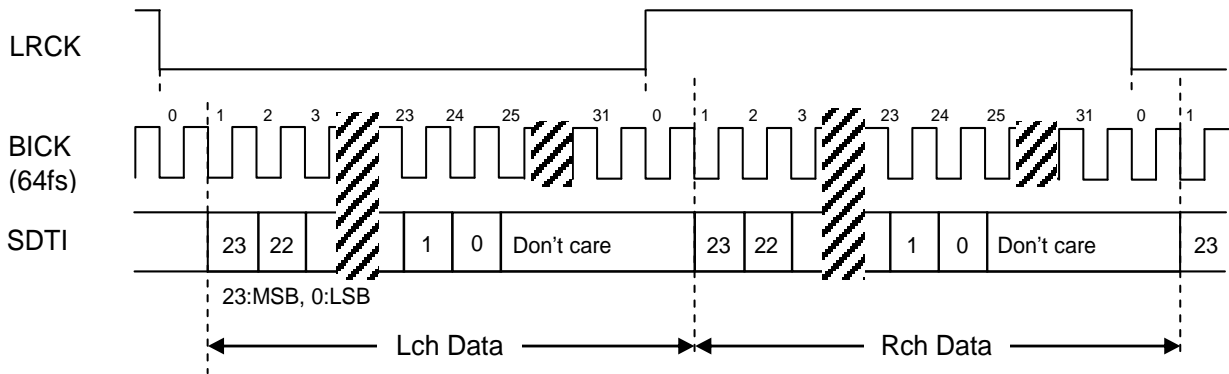 LRCK
0 1 2 3 23 24 25 31 0 1 2 3 23 24 25 31 0 1
BICK
(64fs)
SDTI 23 22 1 0 Don't care 23 22 1 0 Don't care 23
23:MSB, 0:LSB
Lch Data Rch Data